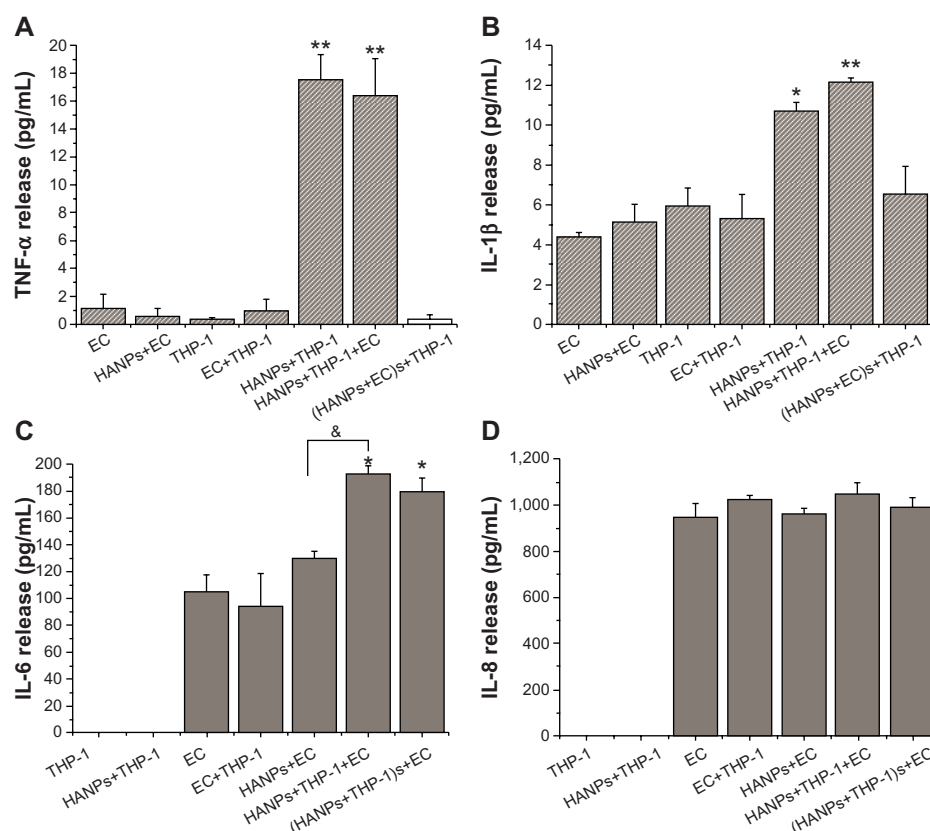 A
TNF-α release (pg/mL)
20
18
16
14
12
10
8
6
4
2
0
** **
EC
HANPs+EC
THP-1
EC+THP-1
HANPs+THP-1
HANPs+THP-1+EC
(HANPs+EC)s+THP-1
B
IL-1β release (pg/mL)
14
12
10
8
6
4
2
0
* **
EC
HANPs+EC
THP-1
EC+THP-1
HANPs+THP-1
HANPs+THP-1+EC
(HANPs+EC)s+THP-1
C
IL-6 release (pg/mL)
200
180
160
140
120
100
80
60
40
20
0
&
* *
THP-1
HANPs+THP-1
EC
EC+THP-1
HANPs+EC
HANPs+THP-1+EC
(HANPs+THP-1)s+EC
D
IL-8 release (pg/mL)
1,200
1,000
800
600
400
200
0
THP-1
HANPs+THP-1
EC
EC+THP-1
HANPs+EC
HANPs+THP-1+EC
(HANPs+THP-1)s+EC